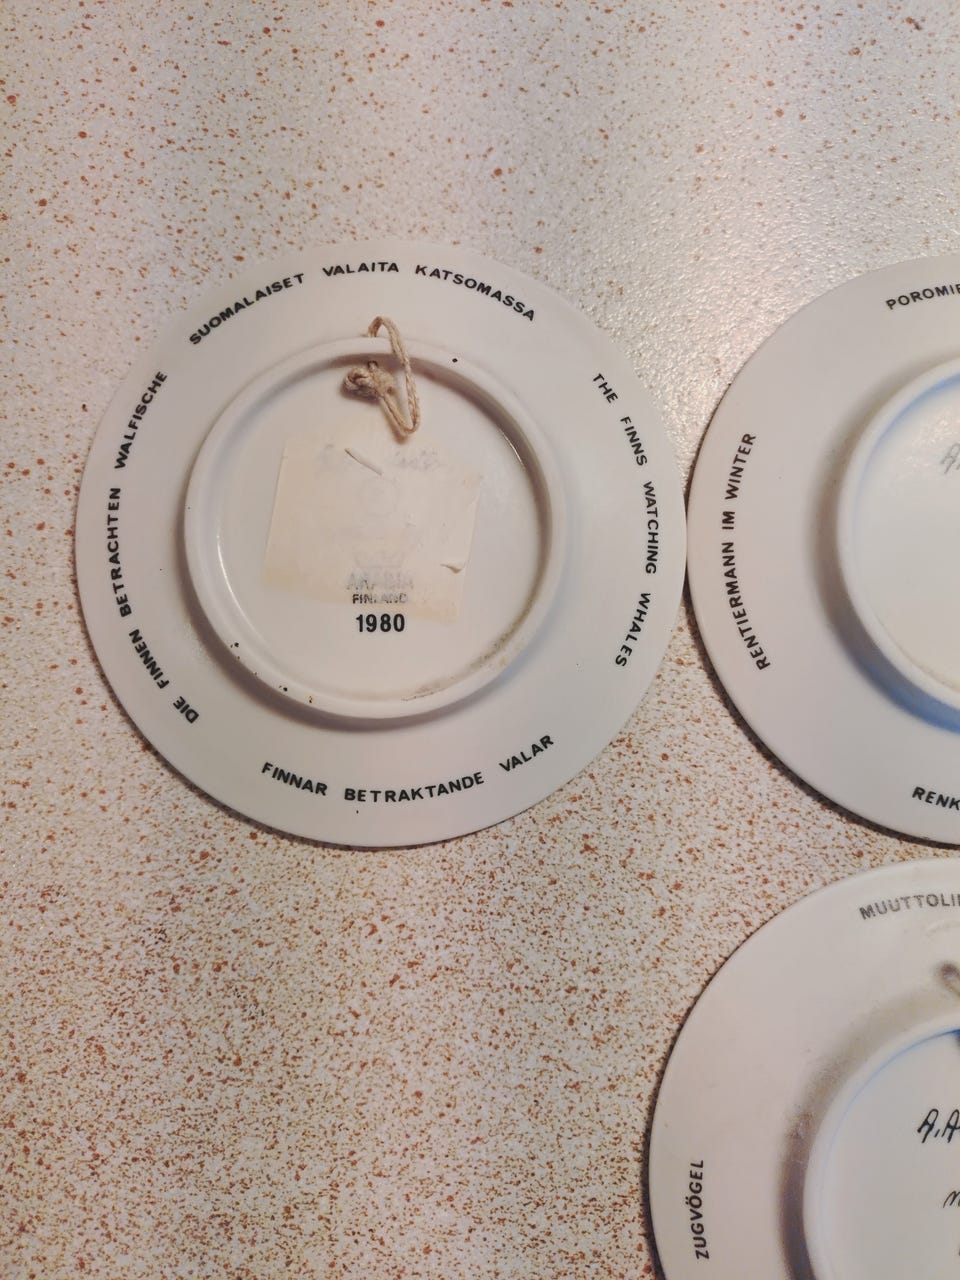 SUOMALAISET VALAITA KATSOMASSA
THE FINNS WATCHING WHALES
FINNAR BETRAKTANDE VALAR
DIE FINNEN BETRACHTEN WALFISCHE
ARABIA
FINLAND
1980
POROMIE
RENTIERMANN IM WINTER
RENK
MUUTTOLI
ZUGVÖGEL
A.A